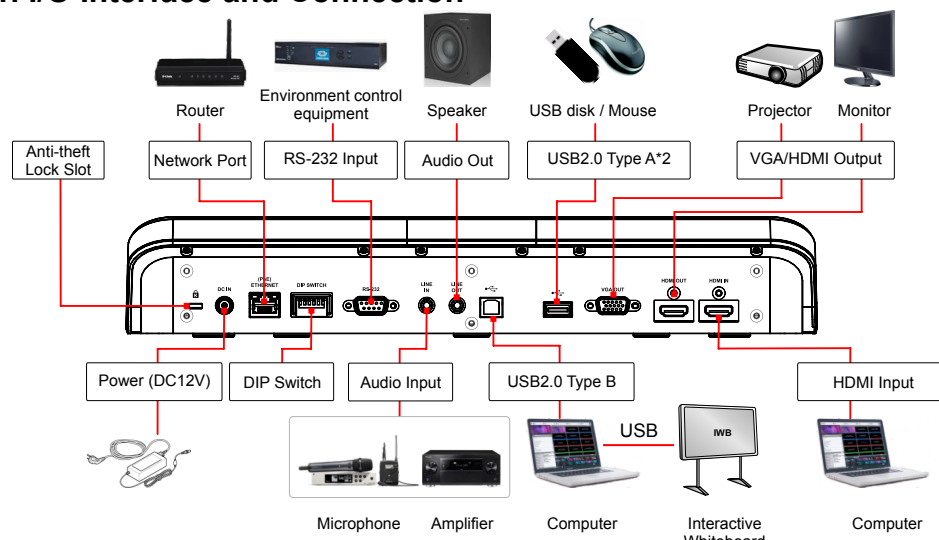 I/O Interface and Connection
Router
Environment control
equipment
Speaker
USB disk / Mouse
Projector
Monitor
Anti-theft
Lock Slot
Network Port
RS-232 Input
Audio Out
USB2.0 Type A*2
VGA/HDMI Output
DC IN
(PoE)
ETHERNET
DIP SWITCH
RS-232
LINE
IN
LINE
OUT
VGA OUT
HDMI OUT
HDMI IN
Power (DC12V)
DIP Switch
Audio Input
USB2.0 Type B
HDMI Input
USB
IWB
Microphone
Amplifier
Computer
Interactive
Whiteboard
Computer